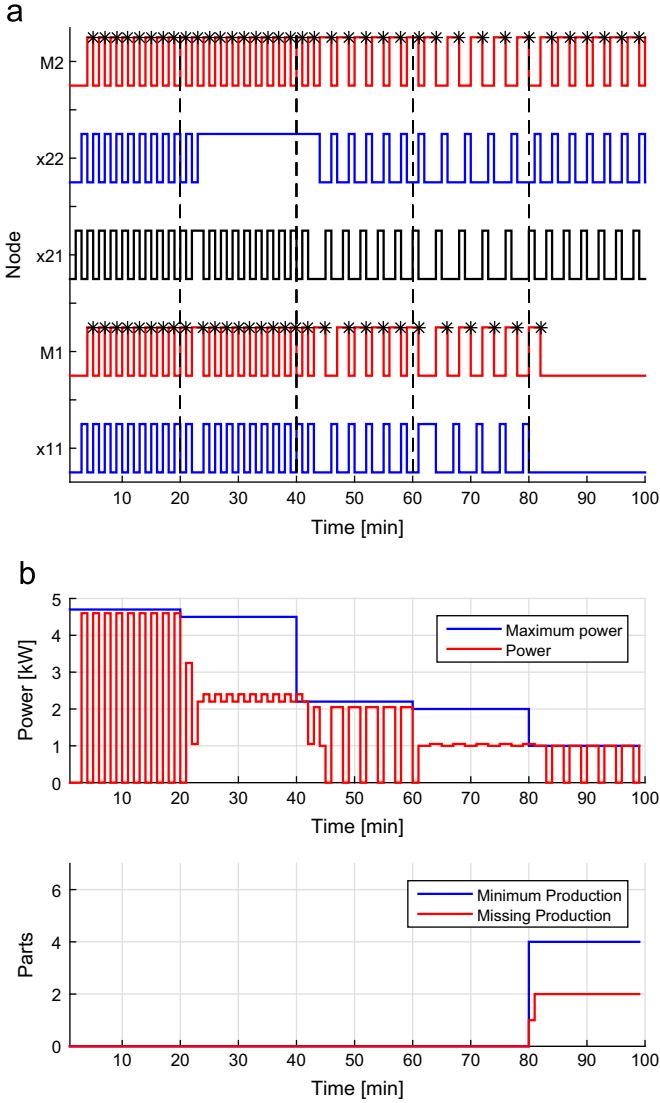 a
M2
x22
x21
M1
x11
Node
10 20 30 40 50 60 70 80 90 100
Time [min]
b
5
4
3
2
1
0
Power [kW]
Maximum power
Power
10 20 30 40 50 60 70 80 90 100
Time [min]
6
4
2
0
Parts
Minimum Production
Missing Production
10 20 30 40 50 60 70 80 90 100
Time [min]